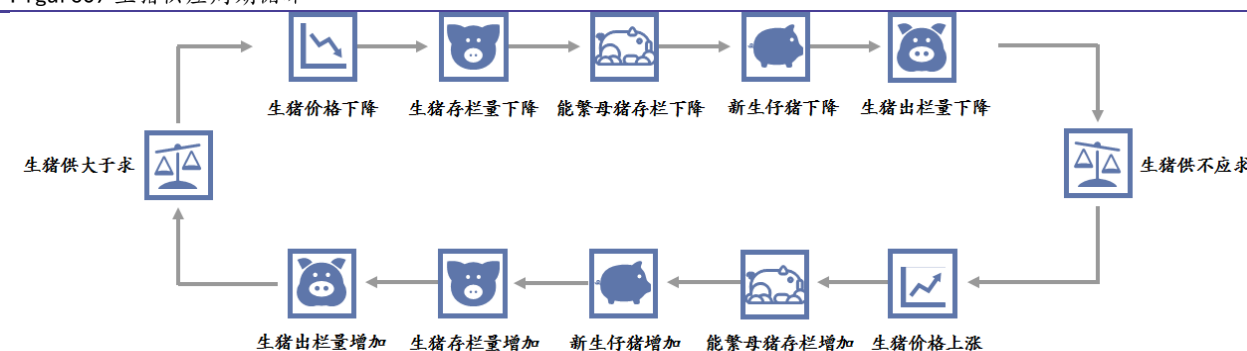 生猪价格下降 生猪存栏量下降 能繁母猪存栏下降 新生仔猪下降 生猪出栏量下降
生猪供大于求 生猪供不应求
生猪出栏量增加 生猪存栏量增加 新生仔猪增加 能繁母猪存栏增加 生猪价格上涨